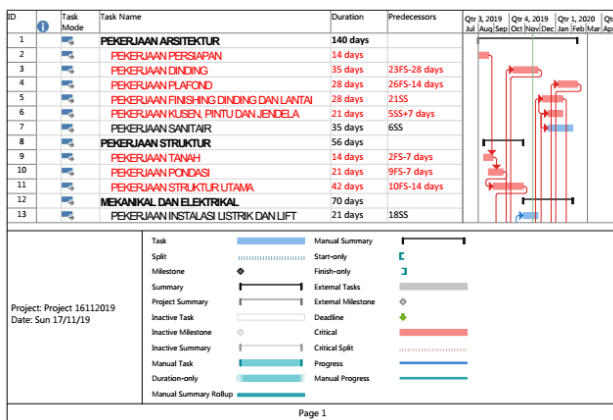 ID Task Mode Task Name Duration Predecessors Qtr 3, 2019 Qtr 4, 2019 Qtr 1, 2020 Qtr
Jul Aug Sep Oct Nov Dec Jan Feb Mar Apr
1 PEKERJAAN ARSITEKTUR 140 days
2 PEKERJAAN PERSIAPAN 14 days
3 PEKERJAAN DINDING 35 days 23FS-28 days
4 PEKERJAAN PLAFOND 28 days 26FS-14 days
5 PEKERJAAN FINISHING DINDING DAN LANTAI 28 days 21SS
6 PEKERJAAN KUSEN, PINTU DAN JENDELA 21 days 5SS+7 days
7 PEKERJAAN SANITAIR 35 days 6SS
8 PEKERJAAN STRUKTUR 56 days
9 PEKERJAAN TANAH 14 days 2FS-7 days
10 PEKERJAAN PONDASI 21 days 9FS-7 days
11 PEKERJAAN STRUKTUR UTAMA 42 days 10FS-14 days
12 MEKANIKAL DAN ELEKTRIKAL 70 days
13 PEKERJAAN INSTALASI LISTRIK DAN LIFT 21 days 18SS
Project: Project 16112019
Date: Sun 17/11/19
Task Manual Summary
Split Start-only
Milestone Finish-only
Summary External Tasks
Project Summary External Milestone
Inactive Task Deadline
Inactive Milestone Critical
Inactive Summary Critical Split
Manual Task Progress
Duration-only Manual Progress
Manual Summary Rollup
Page 1